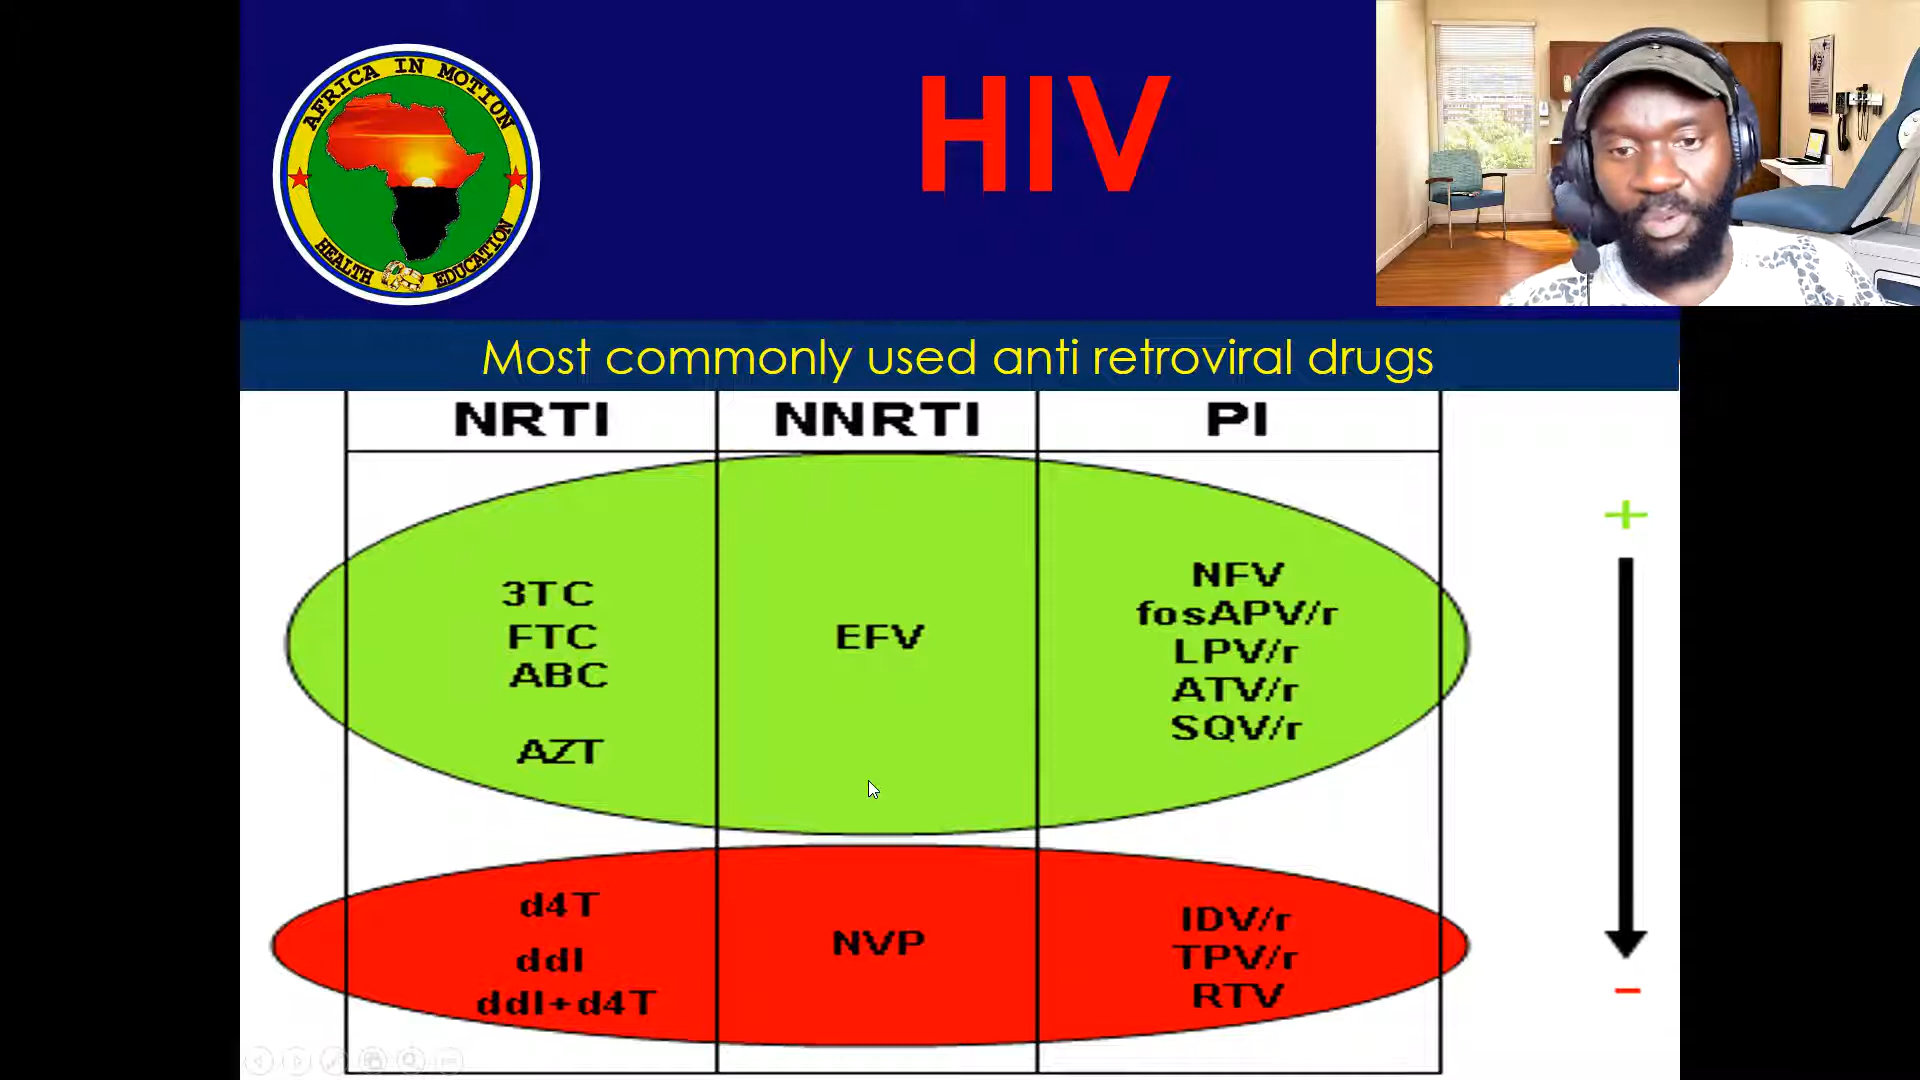 AFRICA IN MOTION
HEALTH EDUCATION
HIV
Most commonly used anti retroviral drugs
NRTI NNRTI PI
3TC
FTC
ABC
AZT
EFV
NFV
fosAPV/r
LPV/r
ATV/r
SQV/r
+
d4T
ddI
ddI+d4T
NVP
IDV/r
TPV/r
RTV
-